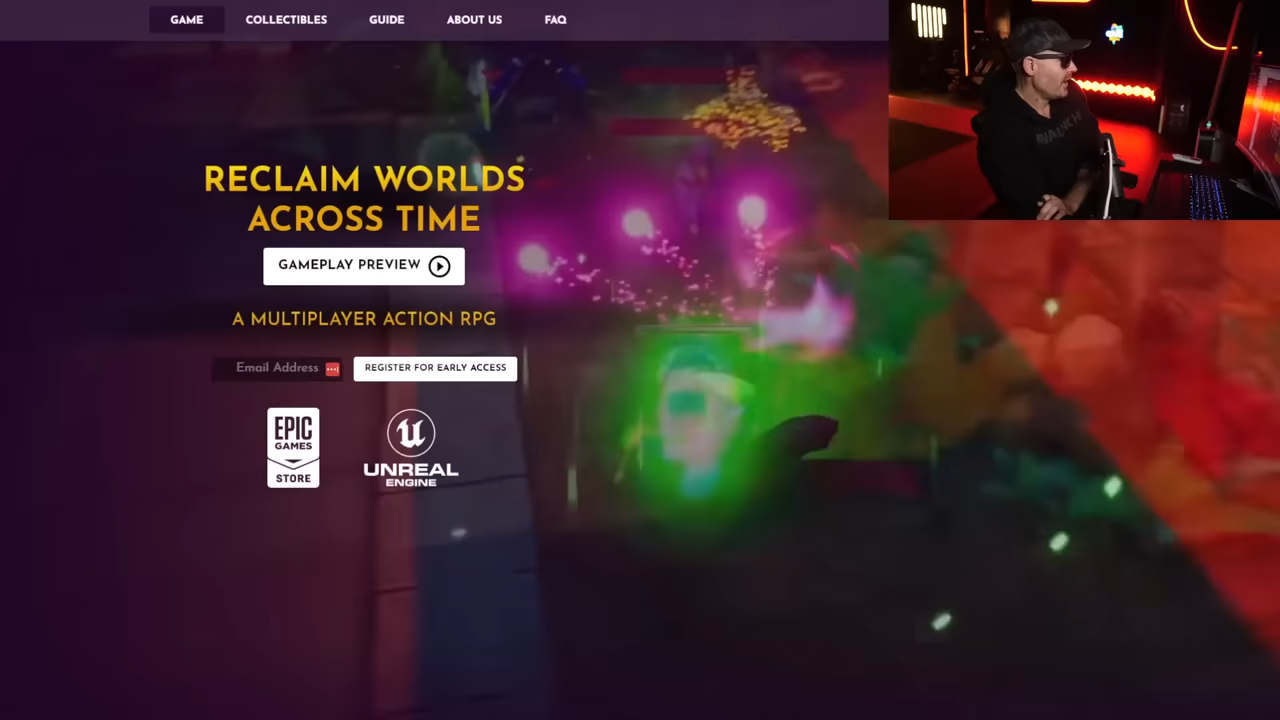 GAME COLLECTIBLES GUIDE ABOUT US FAQ
RECLAIM WORLDS
ACROSS TIME
GAMEPLAY PREVIEW
A MULTIPLAYER ACTION RPG
Email Address
REGISTER FOR EARLY ACCESS
EPIC
GAMES
STORE
UNREAL
ENGINE